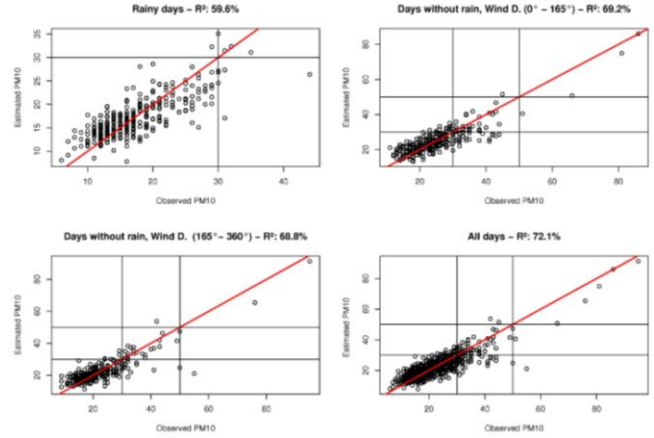 Rainy days – R²: 59.6%
Estimated PM10
35
30
25
20
15
10
10 20 30 40
Observed PM10
Days without rain, Wind D. (0° – 165°) – R²: 69.2%
Estimated PM10
80
60
40
20
20 40 60 80
Observed PM10
Days without rain, Wind D. (165°– 360°) – R²: 68.8%
Estimated PM10
80
60
40
20
20 40 60 80
Observed PM10
All days – R²: 72.1%
Estimated PM10
80
60
40
20
20 40 60 80
Observed PM10